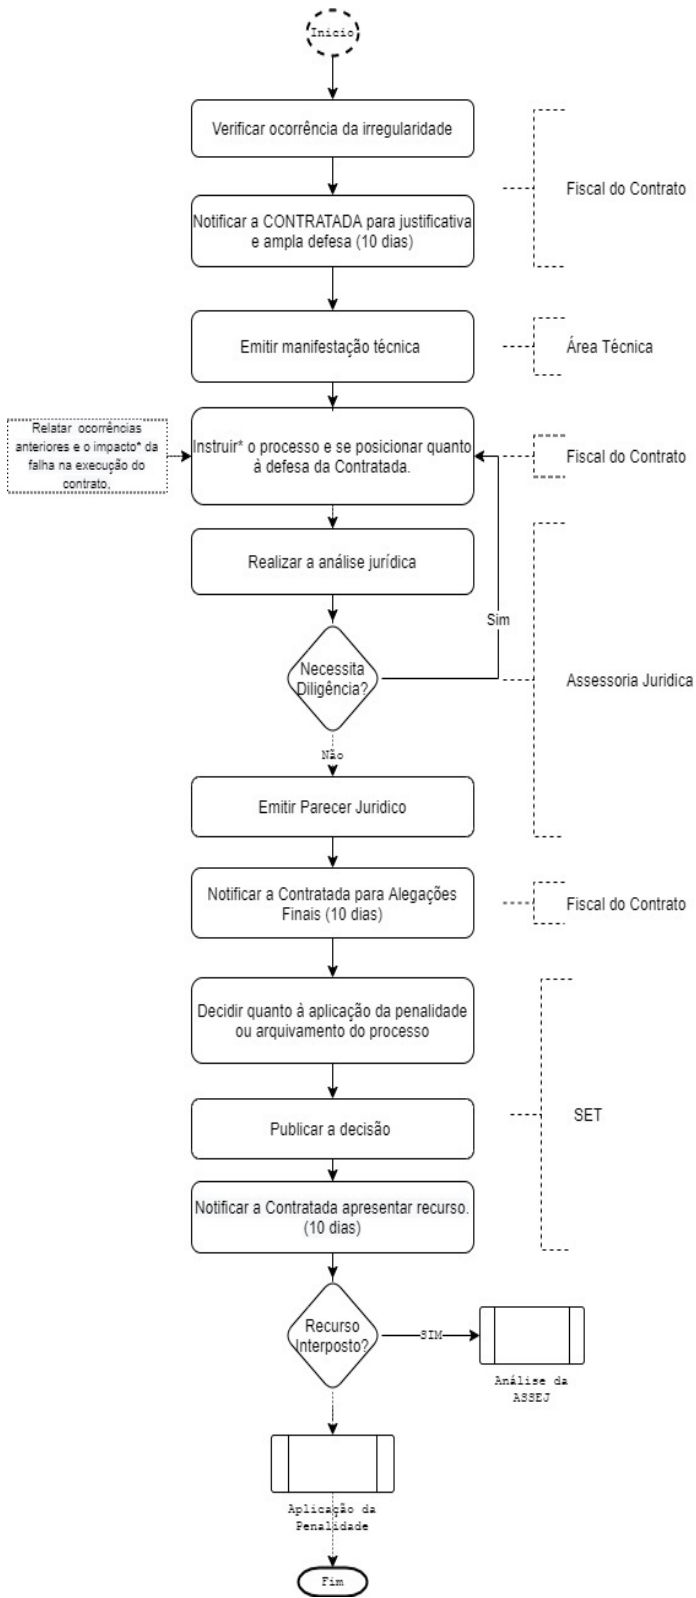 Início
Verificar ocorrência da irregularidade
Fiscal do Contrato
Notificar a CONTRATADA para justificativa
e ampla defesa (10 dias)
Emitir manifestação técnica
Área Técnica
Relatar ocorrências
anteriores e o impacto* da
falha na execução do
contrato,
Instruir* o processo e se posicionar quanto
à defesa da Contratada.
Fiscal do Contrato
Realizar a análise jurídica
Sim
Necessita
Diligência?
Assessoria Juridica
Não
Emitir Parecer Juridico
Notificar a Contratada para Alegações
Finais (10 dias)
Fiscal do Contrato
Decidir quanto à aplicação da penalidade
ou arquivamento do processo
SET
Publicar a decisão
Notificar a Contratada apresentar recurso.
(10 dias)
Recurso
Interposto?
SIM
Análise da
ASSEJ
Aplicação da
Penalidade
Fim